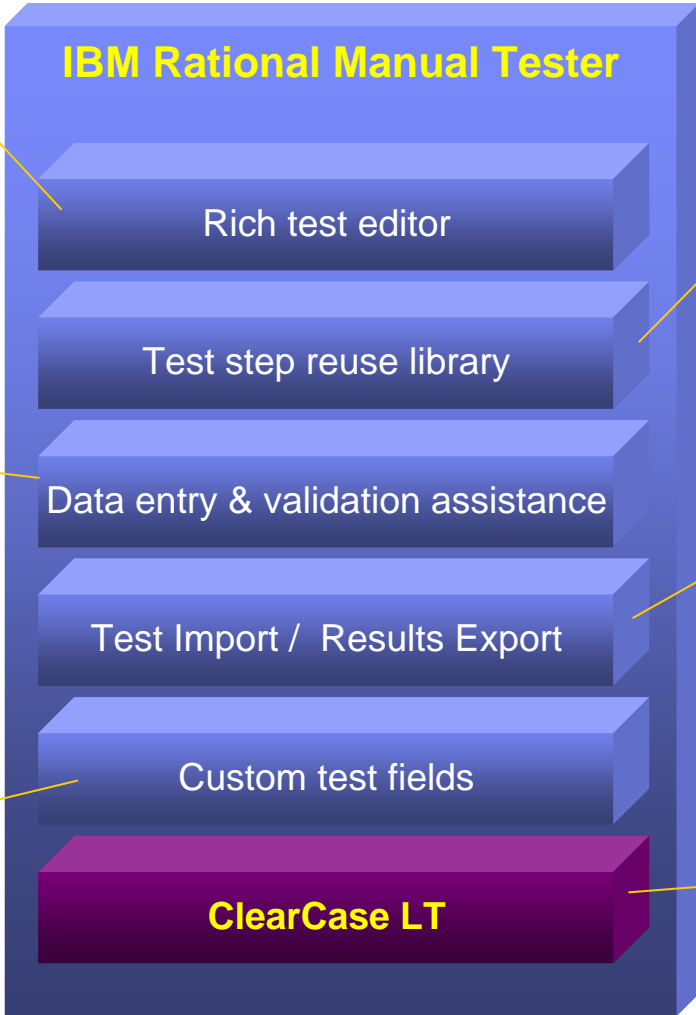 IBM Rational Manual Tester
Rich test editor
Test step reuse library
Data entry & validation assistance
Test Import / Results Export
Custom test fields
ClearCase LT